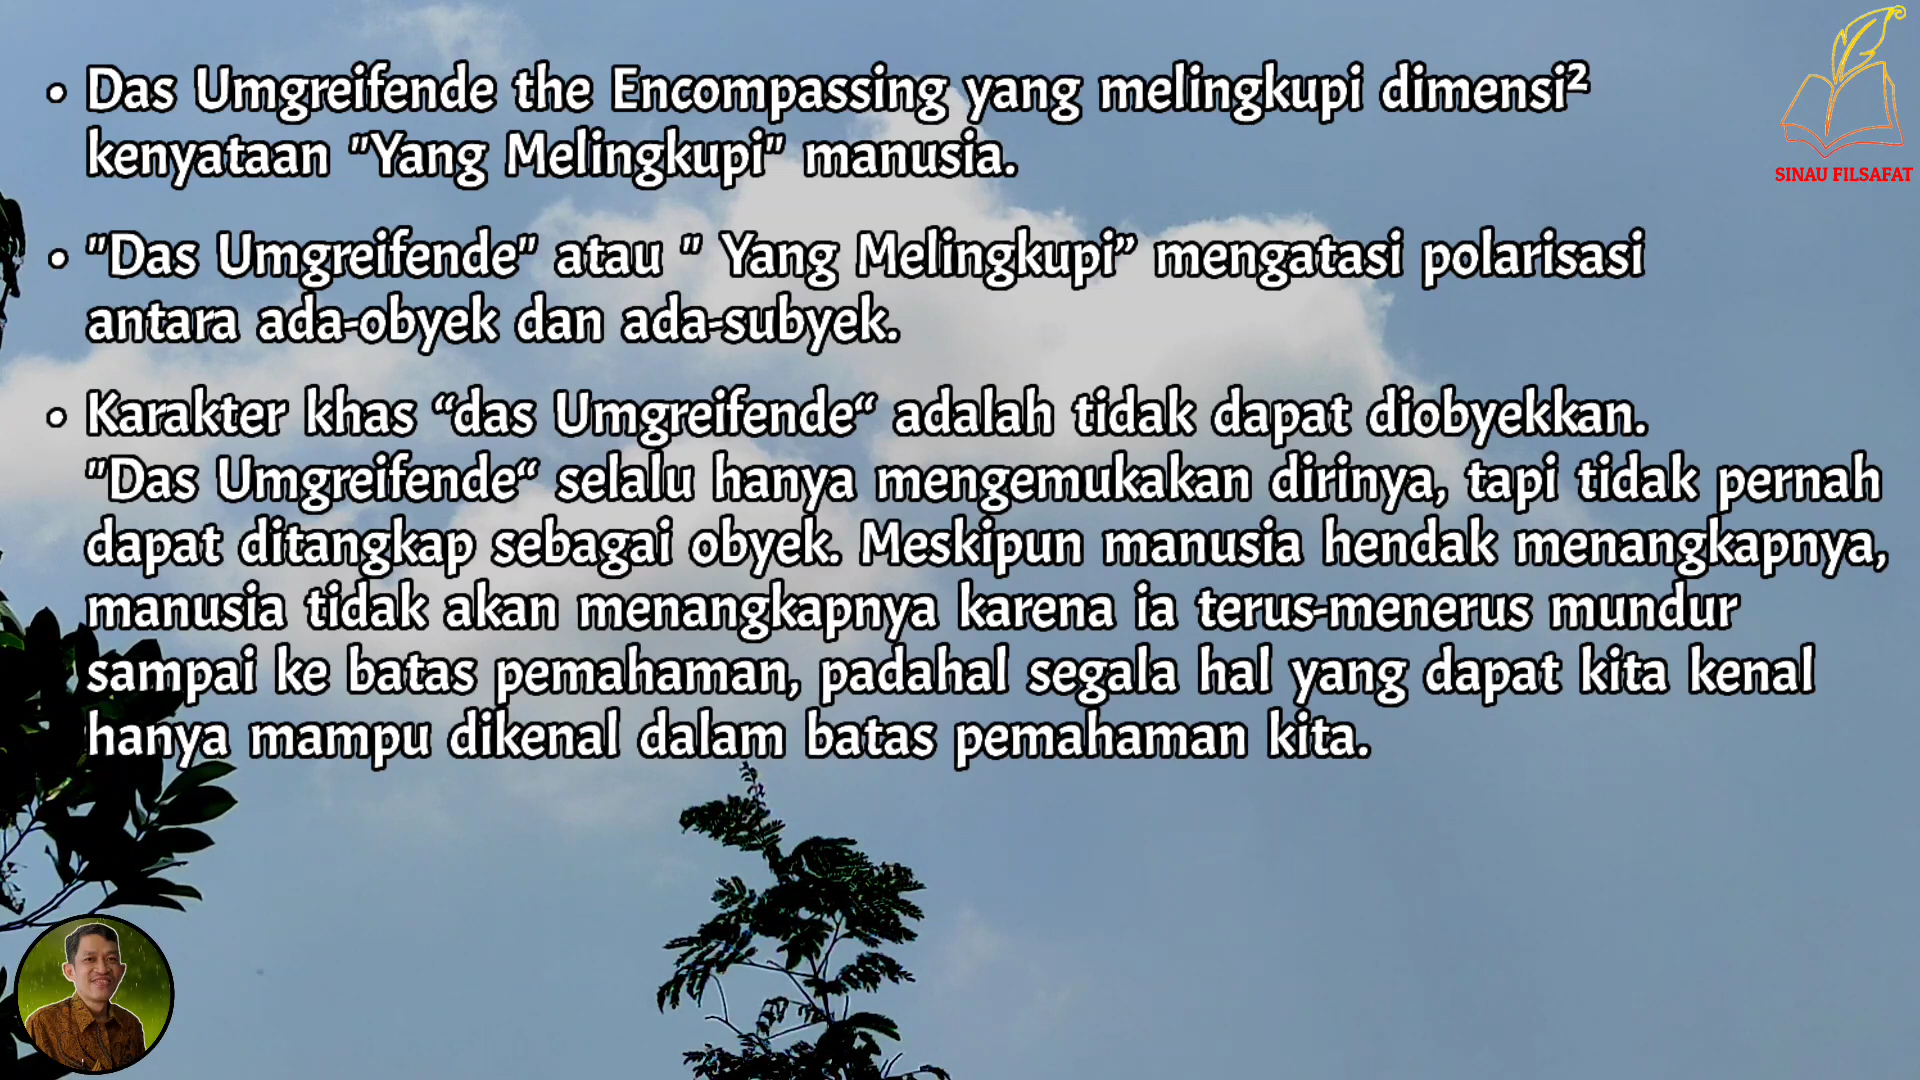 • Das Umgreifende the Encompassing yang melingkupi dimensi²
kenyataan "Yang Melingkupi" manusia.
• "Das Umgreifende" atau " Yang Melingkupi” mengatasi polarisasi
antara ada-obyek dan ada-subyek.
• Karakter khas “das Umgreifende“ adalah tidak dapat diobyekkan.
"Das Umgreifende“ selalu hanya mengemukakan dirinya, tapi tidak pernah
dapat ditangkap sebagai obyek. Meskipun manusia hendak menangkapnya,
manusia tidak akan menangkapnya karena ia terus-menerus mundur
sampai ke batas pemahaman, padahal segala hal yang dapat kita kenal
hanya mampu dikenal dalam batas pemahaman kita.
SINAU FILSAFAT